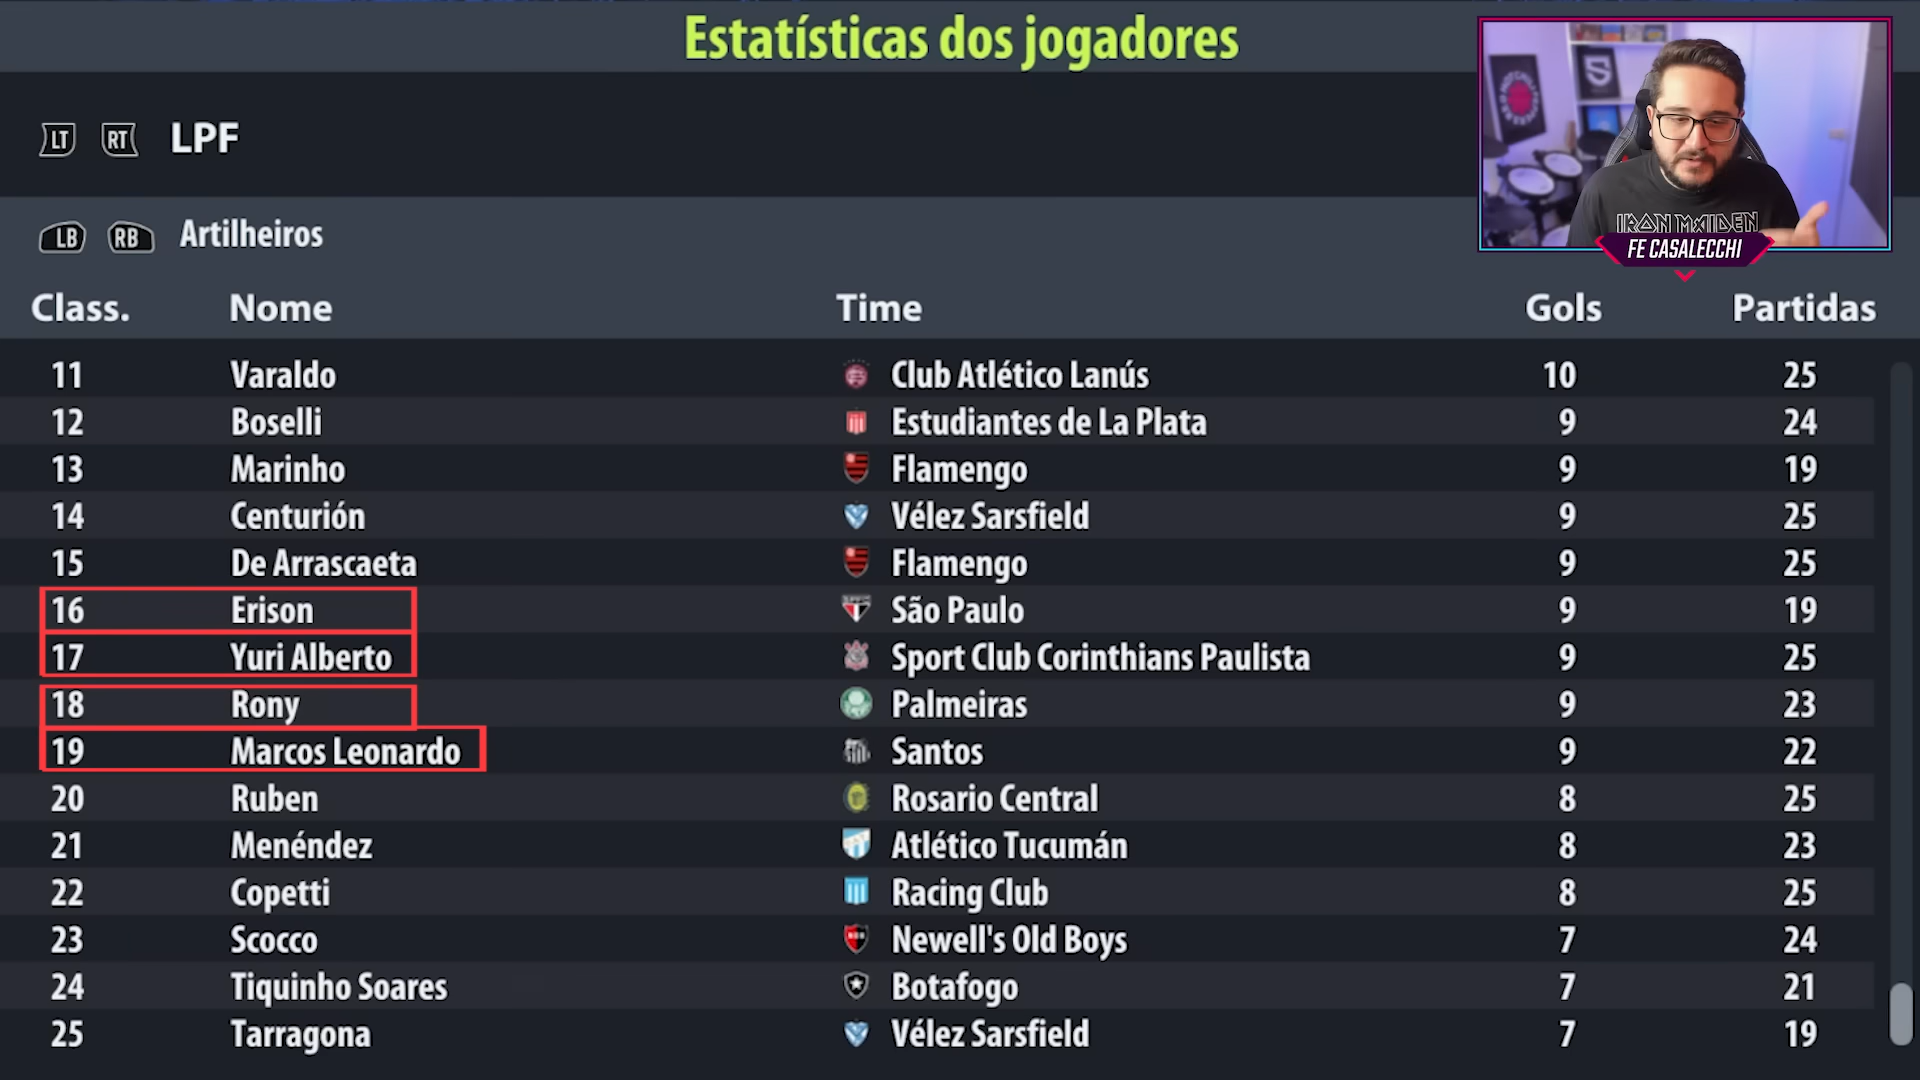 Estatísticas dos jogadores
LT RT LPF
LB RB Artilheiros
IRON MAIDEN
FE CASALECCHI
Class. Nome Time Gols Partidas
11 Varaldo Club Atlético Lanús 10 25
12 Boselli Estudiantes de La Plata 9 24
13 Marinho Flamengo 9 19
14 Centurión Vélez Sarsfield 9 25
15 De Arrascaeta Flamengo 9 25
16 Erison São Paulo 9 19
17 Yuri Alberto Sport Club Corinthians Paulista 9 25
18 Rony Palmeiras 9 23
19 Marcos Leonardo Santos 9 22
20 Ruben Rosario Central 8 25
21 Menéndez Atlético Tucumán 8 23
22 Copetti Racing Club 8 25
23 Scocco Newell's Old Boys 7 24
24 Tiquinho Soares Botafogo 7 21
25 Tarragona Vélez Sarsfield 7 19